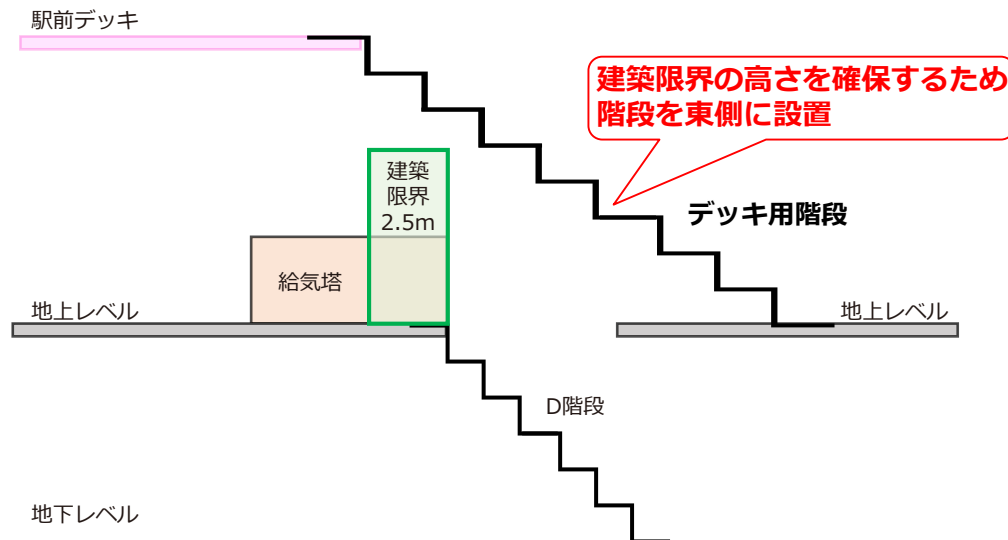 駅前デッキ
建築限界の高さを確保するため
階段を東側に設置
建築
限界
2.5m
デッキ用階段
給気塔
地上レベル
地上レベル
D階段
地下レベル